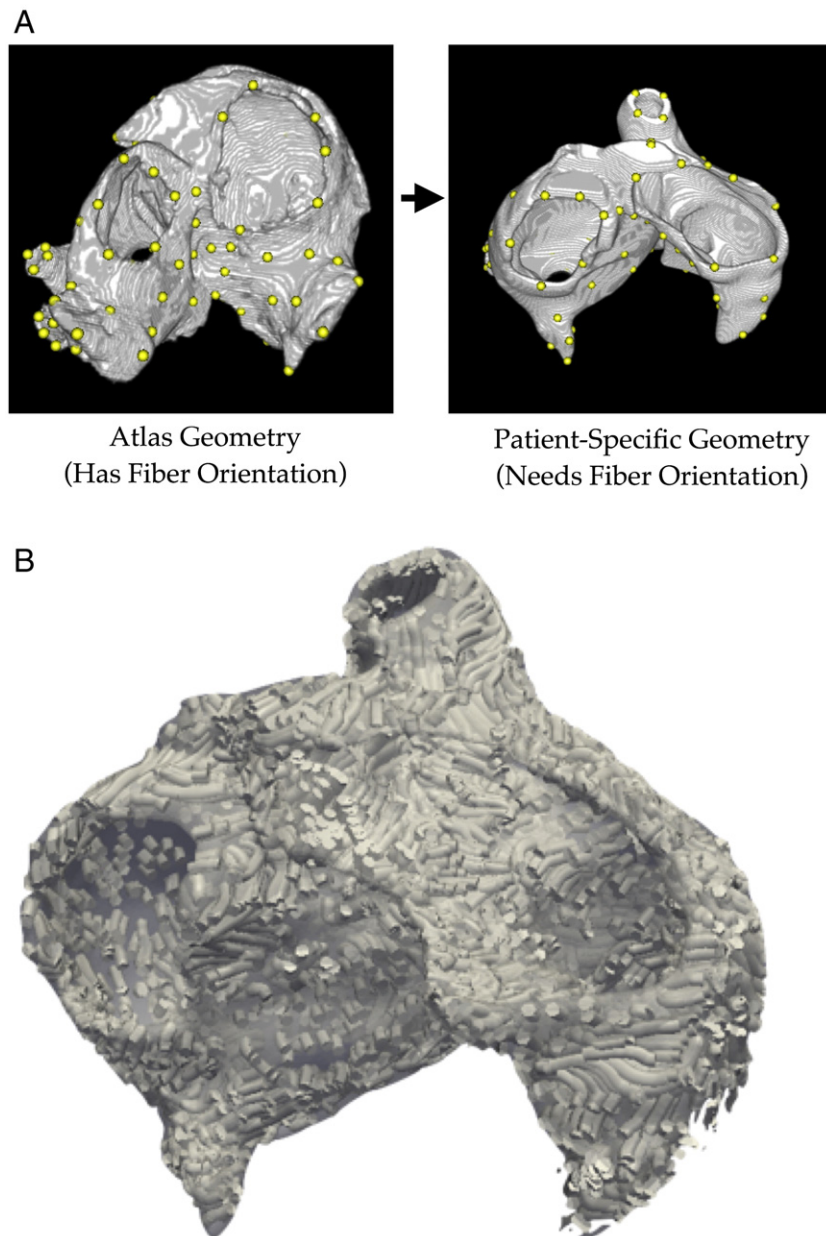 A
Atlas Geometry
(Has Fiber Orientation)
Patient-Specific Geometry
(Needs Fiber Orientation)
B